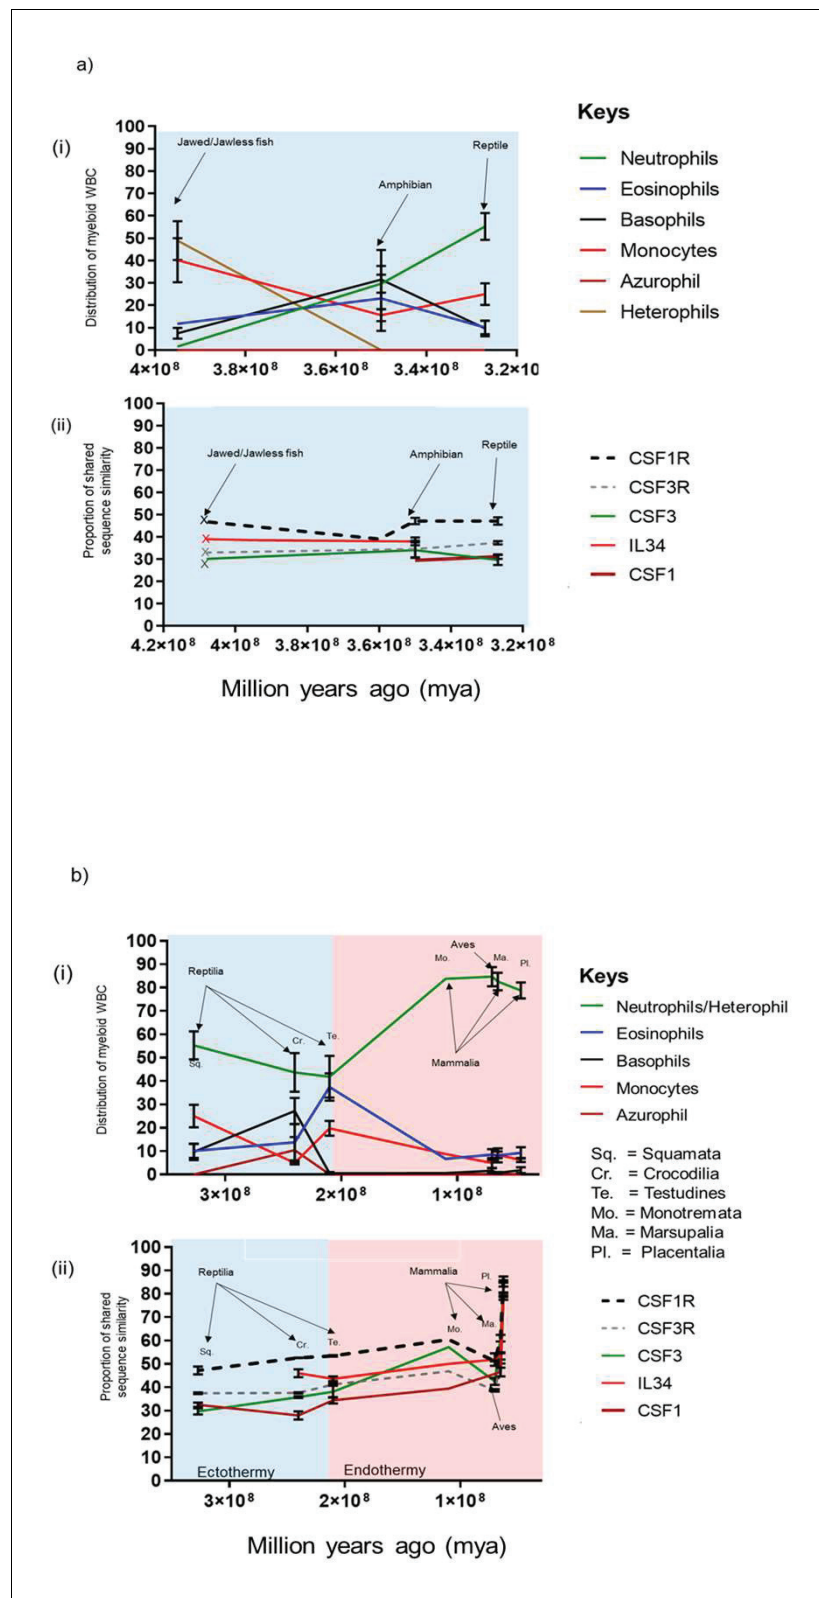 a)
(i)
Distribution of myeloid WBC
100
90
80
70
60
50
40
30
20
10
0
Jawed/Jawless fish
Amphibian
Reptile
4×10⁸
3.8×10⁸
3.6×10⁸
3.4×10⁸
3.2×10
Keys
Neutrophils
Eosinophils
Basophils
Monocytes
Azurophil
Heterophils
(ii)
Proportion of shared
sequence similarity
100
90
80
70
60
50
40
30
20
10
0
Jawed/Jawless fish
Amphibian
Reptile
X
X
X
X
4.2×10⁸
4×10⁸
3.8×10⁸
3.6×10⁸
3.4×10⁸
3.2×10⁸
CSF1R
CSF3R
CSF3
IL34
CSF1
Million years ago (mya)
b)
(i)
Distribution of myeloid WBC
100
90
80
70
60
50
40
30
20
10
0
Reptilia
Sq.
Cr.
Te.
Aves
Mo.
Ma.
Pl.
Mammalia
3×10⁸
2×10⁸
1×10⁸
Keys
Neutrophils/Heterophil
Eosinophils
Basophils
Monocytes
Azurophil
Sq. = Squamata
Cr. = Crocodilia
Te. = Testudines
Mo. = Monotremata
Ma. = Marsupalia
Pl. = Placentalia
(ii)
Proportion of shared
sequence similarity
100
90
80
70
60
50
40
30
20
10
0
Reptilia
Sq.
Cr.
Te.
Mammalia
Pl.
Mo.
Ma.
Aves
Ectothermy
Endothermy
3×10⁸
2×10⁸
1×10⁸
CSF1R
CSF3R
CSF3
IL34
CSF1
Million years ago (mya)